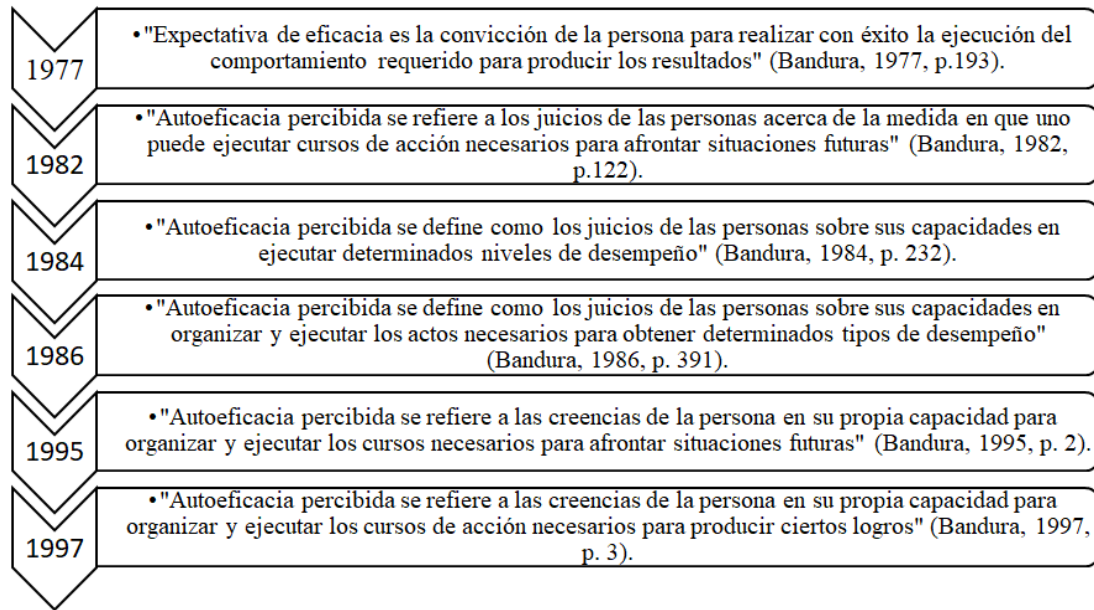 1977
•"Expectativa de eficacia es la convicción de la persona para realizar con éxito la ejecución del
comportamiento requerido para producir los resultados" (Bandura, 1977, p.193).
1982
•"Autoeficacia percibida se refiere a los juicios de las personas acerca de la medida en que uno
puede ejecutar cursos de acción necesarios para afrontar situaciones futuras" (Bandura, 1982,
p.122).
1984
•"Autoeficacia percibida se define como los juicios de las personas sobre sus capacidades en
ejecutar determinados niveles de desempeño" (Bandura, 1984, p. 232).
1986
•"Autoeficacia percibida se define como los juicios de las personas sobre sus capacidades en
organizar y ejecutar los actos necesarios para obtener determinados tipos de desempeño"
(Bandura, 1986, p. 391).
1995
•"Autoeficacia percibida se refiere a las creencias de la persona en su propia capacidad para
organizar y ejecutar los cursos necesarios para afrontar situaciones futuras" (Bandura, 1995, p. 2).
1997
•"Autoeficacia percibida se refiere a las creencias de la persona en su propia capacidad para
organizar y ejecutar los cursos de acción necesarios para producir ciertos logros" (Bandura, 1997,
p. 3).